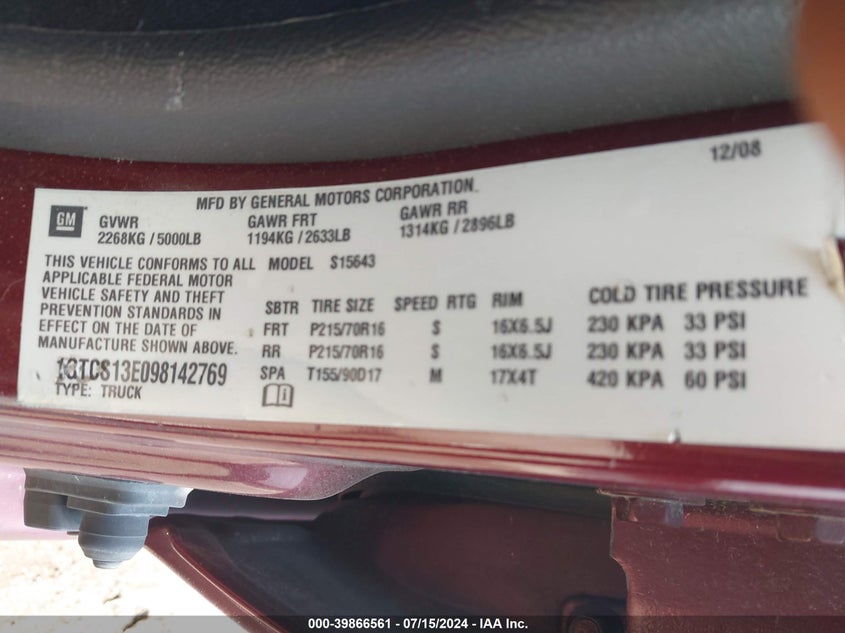 12/08
MFD BY GENERAL MOTORS CORPORATION
GM
GVWR GAWR FRT GAWR RR
2268KG / 5000LB 1194KG / 2633LB 1314KG / 2896LB
THIS VEHICLE CONFORMS TO ALL MODEL S15643
APPLICABLE FEDERAL MOTOR
VEHICLE SAFETY AND THEFT
PREVENTION STANDARDS IN
EFFECT ON THE DATE OF
MANUFACTURE SHOWN ABOVE.
1GTCS13E098142769
TYPE: TRUCK
SBTR TIRE SIZE SPEED RTG RIM COLD TIRE PRESSURE
FRT P215/70R16 S 16X6.5J 230 KPA 33 PSI
RR P215/70R16 S 16X6.5J 230 KPA 33 PSI
SPA T155/90D17 M 17X4T 420 KPA 60 PSI
000-39866561 / 07/15/2024 - IAA Inc.